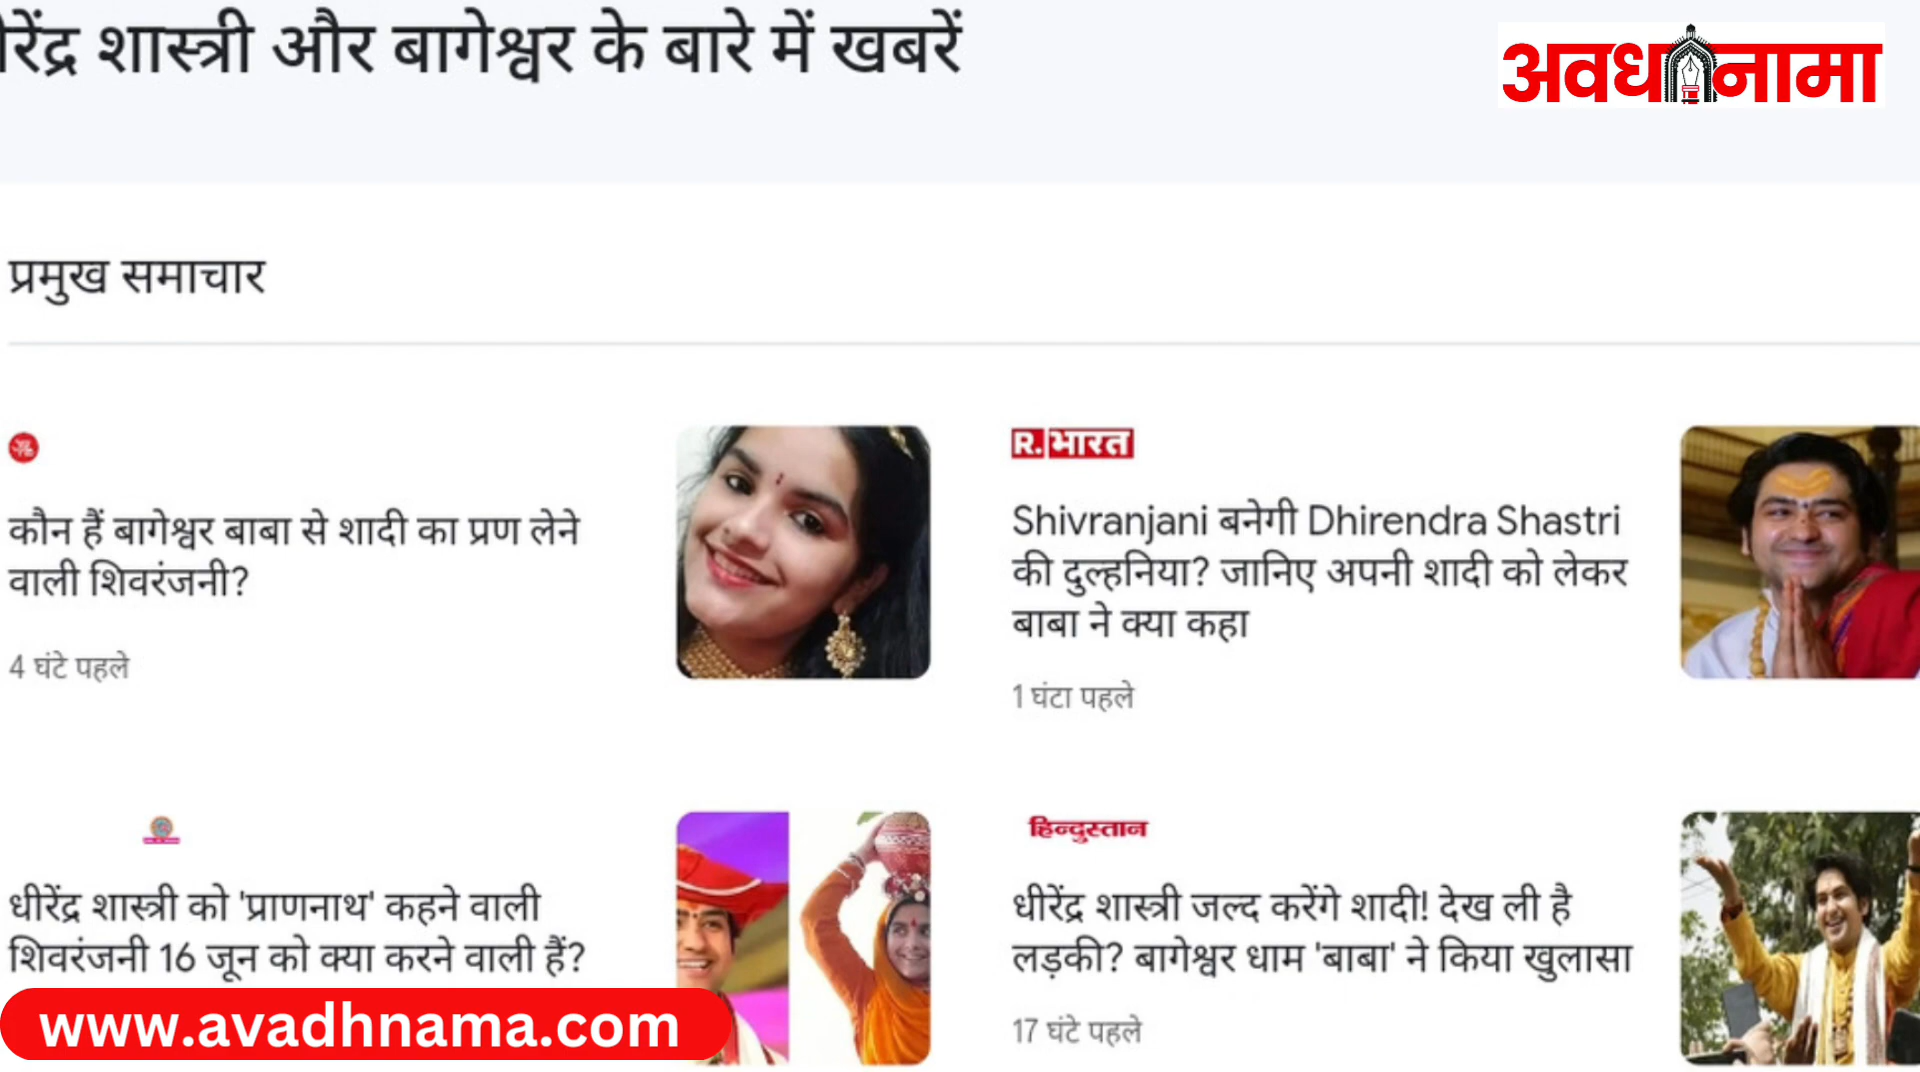 रेंद्र शास्त्री और बागेश्वर के बारे में खबरें
अवधनामा
प्रमुख समाचार
कौन हैं बागेश्वर बाबा से शादी का प्रण लेने
वाली शिवरंजनी?
4 घंटे पहले
R. भारत
Shivranjani बनेगी Dhirendra Shastri
की दुल्हनिया? जानिए अपनी शादी को लेकर
बाबा ने क्या कहा
1 घंटा पहले
धीरेंद्र शास्त्री को 'प्राणनाथ' कहने वाली
शिवरंजनी 16 जून को क्या करने वाली हैं?
हिन्दुस्तान
धीरेंद्र शास्त्री जल्द करेंगे शादी! देख ली है
लड़की? बागेश्वर धाम 'बाबा' ने किया खुलासा
17 घंटे पहले
www.avadhnama.com